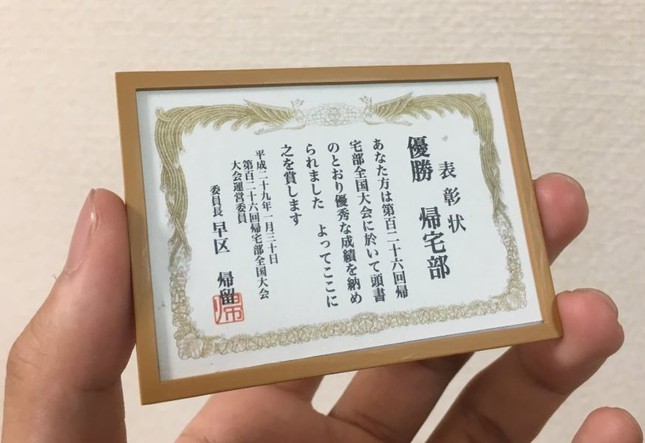 表彰状
優勝　帰宅部
あなた方は第百二十六回帰
宅部全国大会に於いて頭書
のとおり優秀な成績を納め
られました　よってここに
之を賞します
平成二十九年一月三十日
第百二十六回帰宅部全国大会
大会運営委員
委員長　早区　帰留
帰